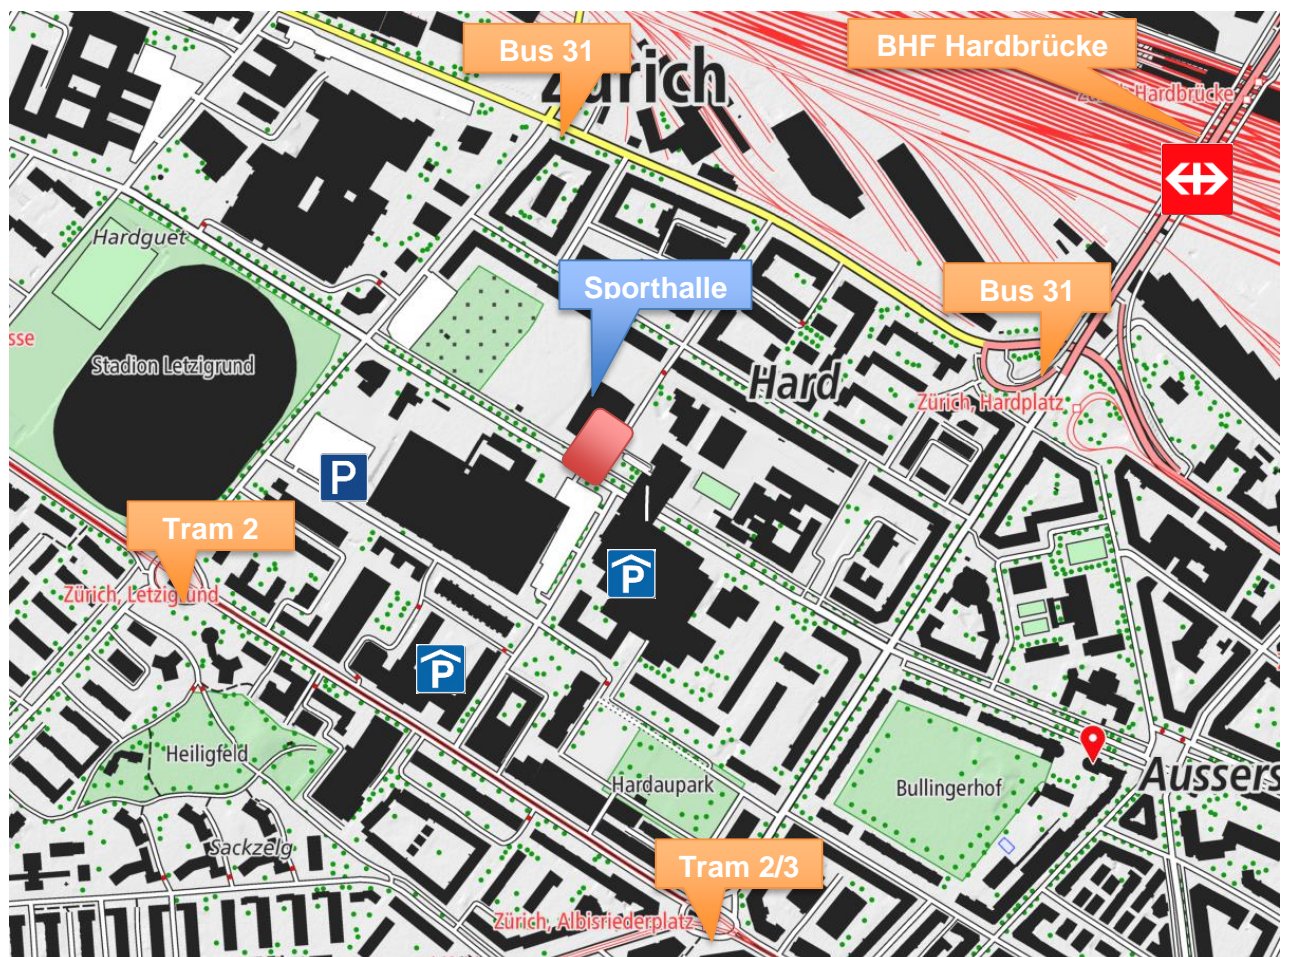 Bus 31
BHF Hardbrücke
Zürich
Hardbrücke
Hardguet
Sporthalle
Bus 31
sse
Stadion Letzigrund
Hard
Zürich, Hardplatz
P
Tram 2
P
Zürich, Letzigrund
P
Heiligfeld
Hardaupark
Bullingerhof
Aussers
Sackzelg
Tram 2/3
Zürich, Albisriederplatz